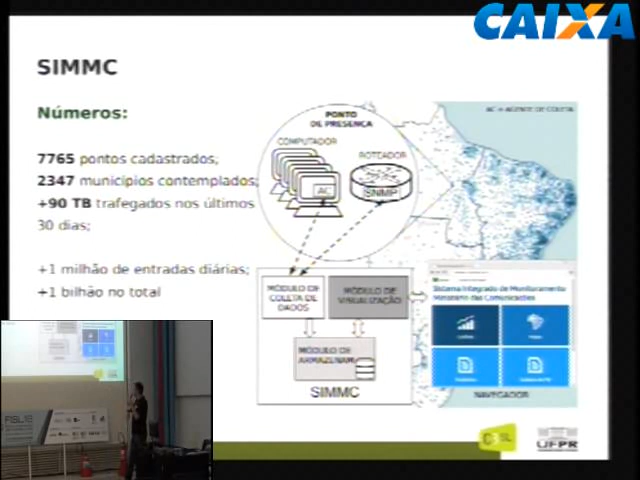 CAIXA
SIMMC
Números:
7765 pontos cadastrados;
2347 municípios contemplados;
+90 TB trafegados nos últimos
30 dias;
+1 milhão de entradas diárias;
+1 bilhão no total
PONTO
DE PRESENÇA
COMPUTADOR
ROTEADOR
AC
SNMP
AC = AGENTE DE COLETA
MÓDULO DE
COLETA DE
DADOS
MÓDULO DE
VISUALIZAÇÃO
MÓDULO DE
ARMAZENAM.
SIMMC
Sistema Integrado de Monitoramento
Ministério das Comunicações
NAVEGADOR
UFPR
FISL16